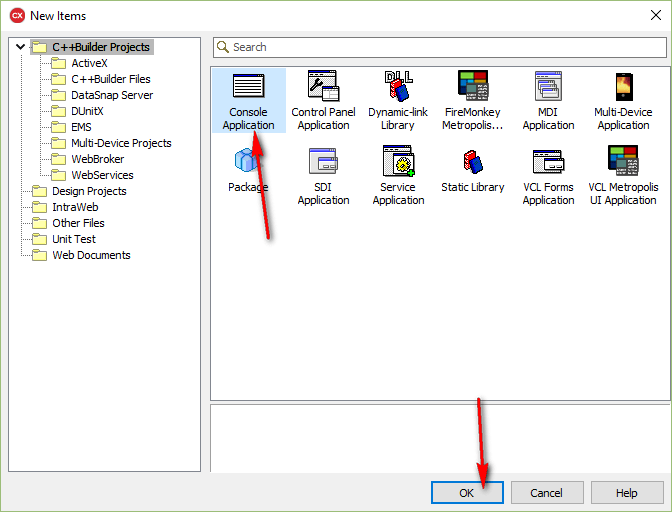 CX New Items
C++Builder Projects
ActiveX
C++Builder Files
DataSnap Server
DUnitX
EMS
Multi-Device Projects
WebBroker
WebServices
Design Projects
IntraWeb
Other Files
Unit Test
Web Documents
Search
Console
Application
Control Panel
Application
DLL
Dynamic-link
Library
FireMonkey
Metropolis...
MDI
Application
Multi-Device
Application
Package
SDI
Application
Service
Application
Static Library
VCL Forms
Application
VCL Metropolis
UI Application
OK
Cancel
Help